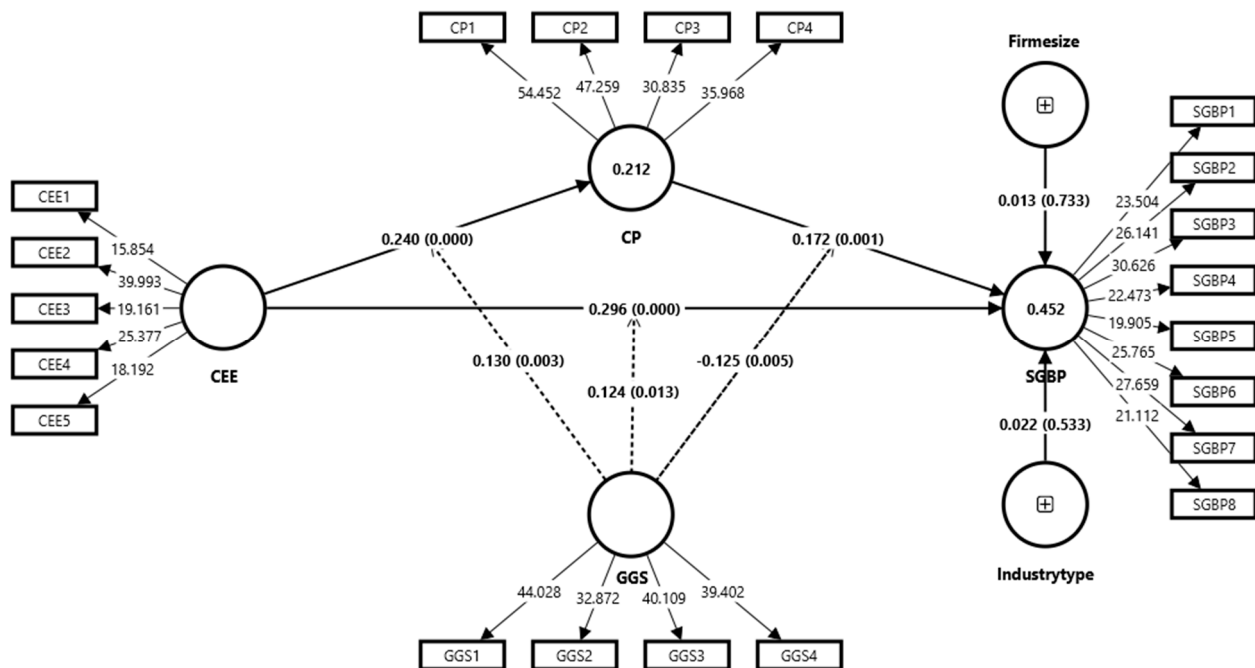 CP1
CP2
CP3
CP4
54.452
47.259
30.835
35.968
0.212
CP
Firmesize
0.013 (0.733)
CEE1
CEE2
CEE3
CEE4
CEE5
15.854
39.993
19.161
25.377
18.192
CEE
0.240 (0.000)
0.172 (0.001)
0.296 (0.000)
0.130 (0.003)
0.124 (0.013)
-0.125 (0.005)
0.452
SGBP
23.504
26.141
30.626
22.473
19.905
25.765
27.659
21.112
SGBP1
SGBP2
SGBP3
SGBP4
SGBP5
SGBP6
SGBP7
SGBP8
0.022 (0.533)
Industrytype
GGS
44.028
32.872
40.109
39.402
GGS1
GGS2
GGS3
GGS4